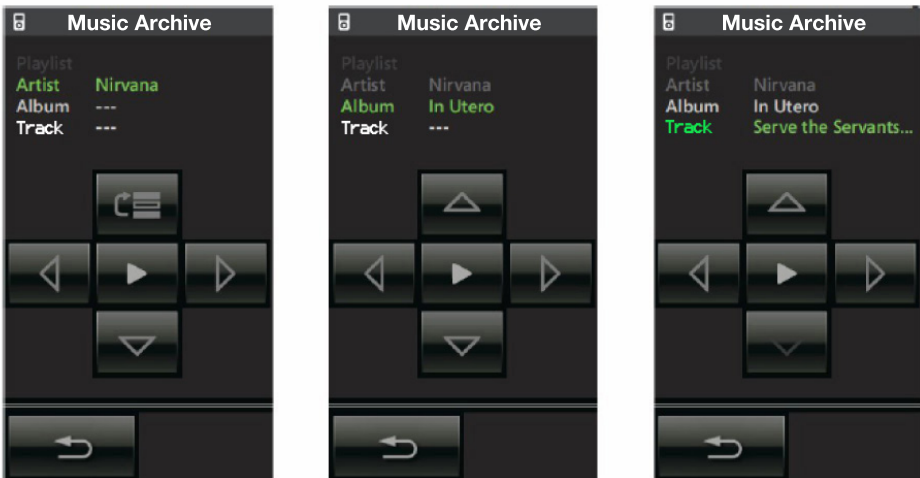 Music Archive
Playlist
Artist Nirvana
Album ---
Track ---
Music Archive
Playlist
Artist Nirvana
Album In Utero
Track ---
Music Archive
Playlist
Artist Nirvana
Album In Utero
Track Serve the Servants...